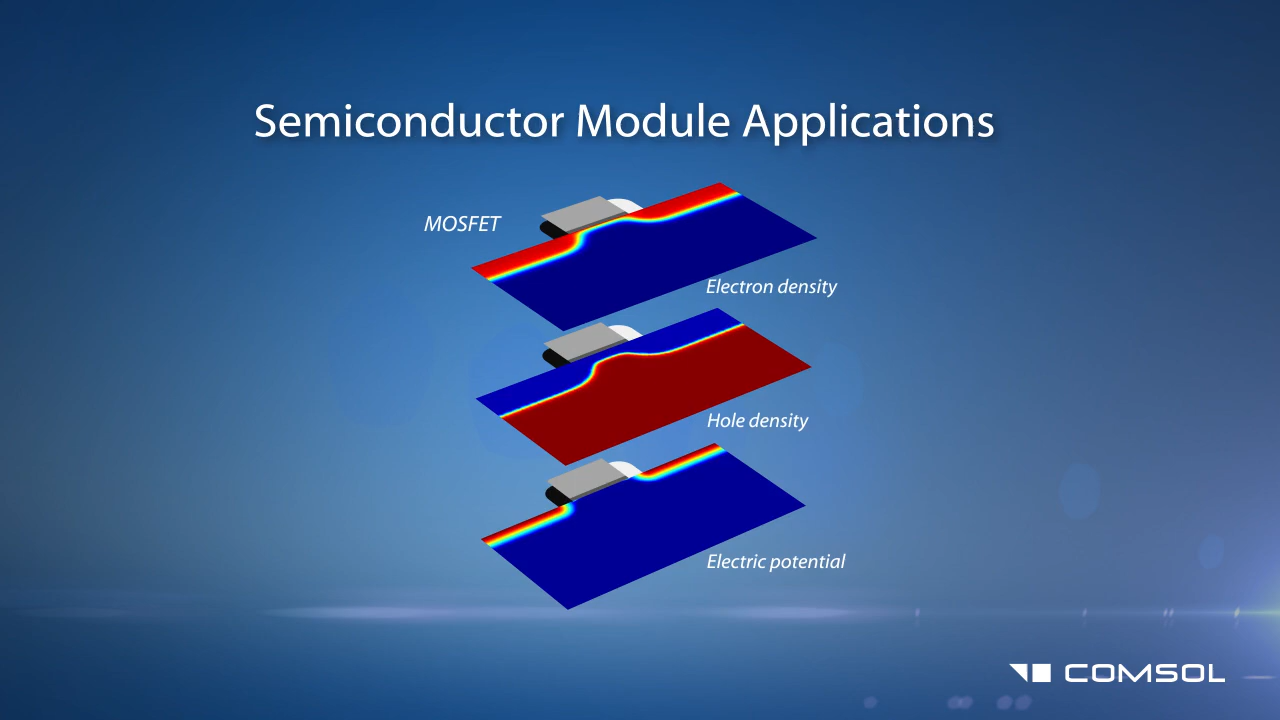 Semiconductor Module Applications
MOSFET
Electron density
Hole density
Electric potential
COMSOL